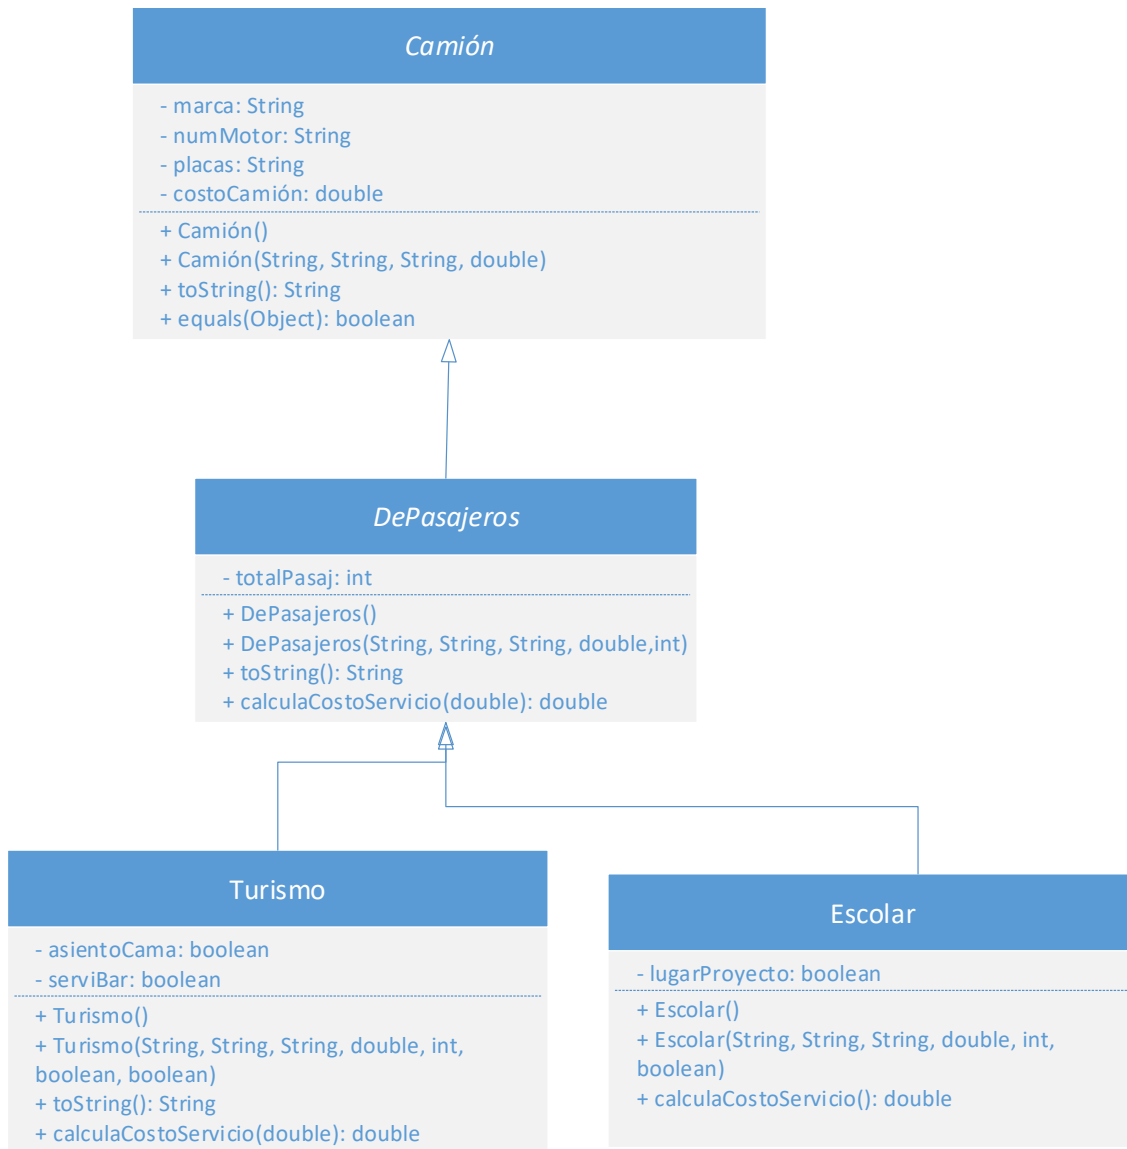 Camión
- marca: String
- numMotor: String
- placas: String
- costoCamión: double
+ Camión()
+ Camión(String, String, String, double)
+ toString(): String
+ equals(Object): boolean
DePasajeros
- totalPasaj: int
+ DePasajeros()
+ DePasajeros(String, String, String, double,int)
+ toString(): String
+ calculaCostoServicio(double): double
Turismo
- asientoCama: boolean
- serviBar: boolean
+ Turismo()
+ Turismo(String, String, String, double, int,
boolean, boolean)
+ toString(): String
+ calculaCostoServicio(double): double
Escolar
- lugarProyecto: boolean
+ Escolar()
+ Escolar(String, String, String, double, int,
boolean)
+ calculaCostoServicio(): double